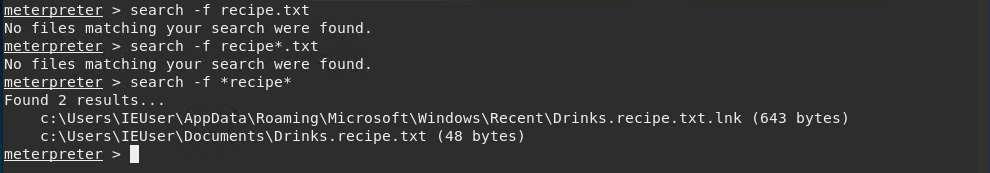 meterpreter > search -f recipe.txt
No files matching your search were found.
meterpreter > search -f recipe*.txt
No files matching your search were found.
meterpreter > search -f *recipe*
Found 2 results...
    c:\Users\IEUser\AppData\Roaming\Microsoft\Windows\Recent\Drinks.recipe.txt.lnk (643 bytes)
    c:\Users\IEUser\Documents\Drinks.recipe.txt (48 bytes)
meterpreter >